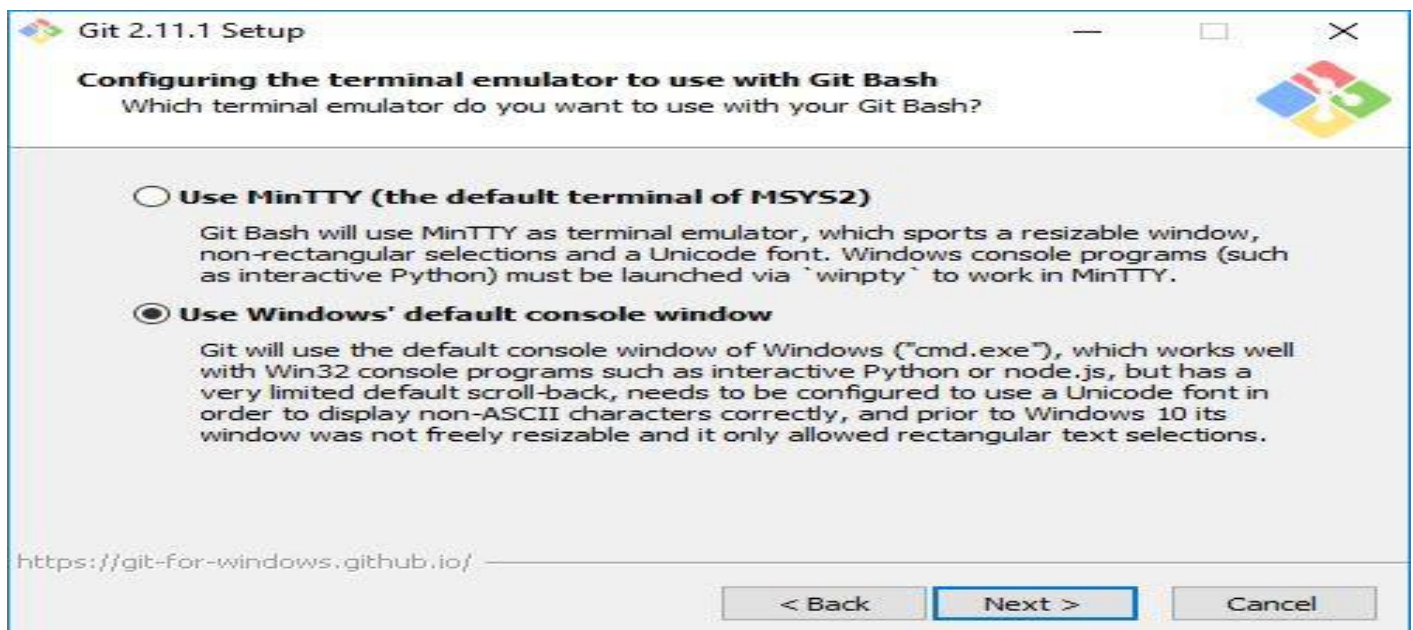 Git 2.11.1 Setup
Configuring the terminal emulator to use with Git Bash
Which terminal emulator do you want to use with your Git Bash?
Use MinTTY (the default terminal of MSYS2)
Git Bash will use MinTTY as terminal emulator, which sports a resizable window,
non-rectangular selections and a Unicode font. Windows console programs (such
as interactive Python) must be launched via `winpty` to work in MinTTY.
Use Windows' default console window
Git will use the default console window of Windows ("cmd.exe"), which works well
with Win32 console programs such as interactive Python or node.js, but has a
very limited default scroll-back, needs to be configured to use a Unicode font in
order to display non-ASCII characters correctly, and prior to Windows 10 its
window was not freely resizable and it only allowed rectangular text selections.
https://git-for-windows.github.io/
< Back Next > Cancel